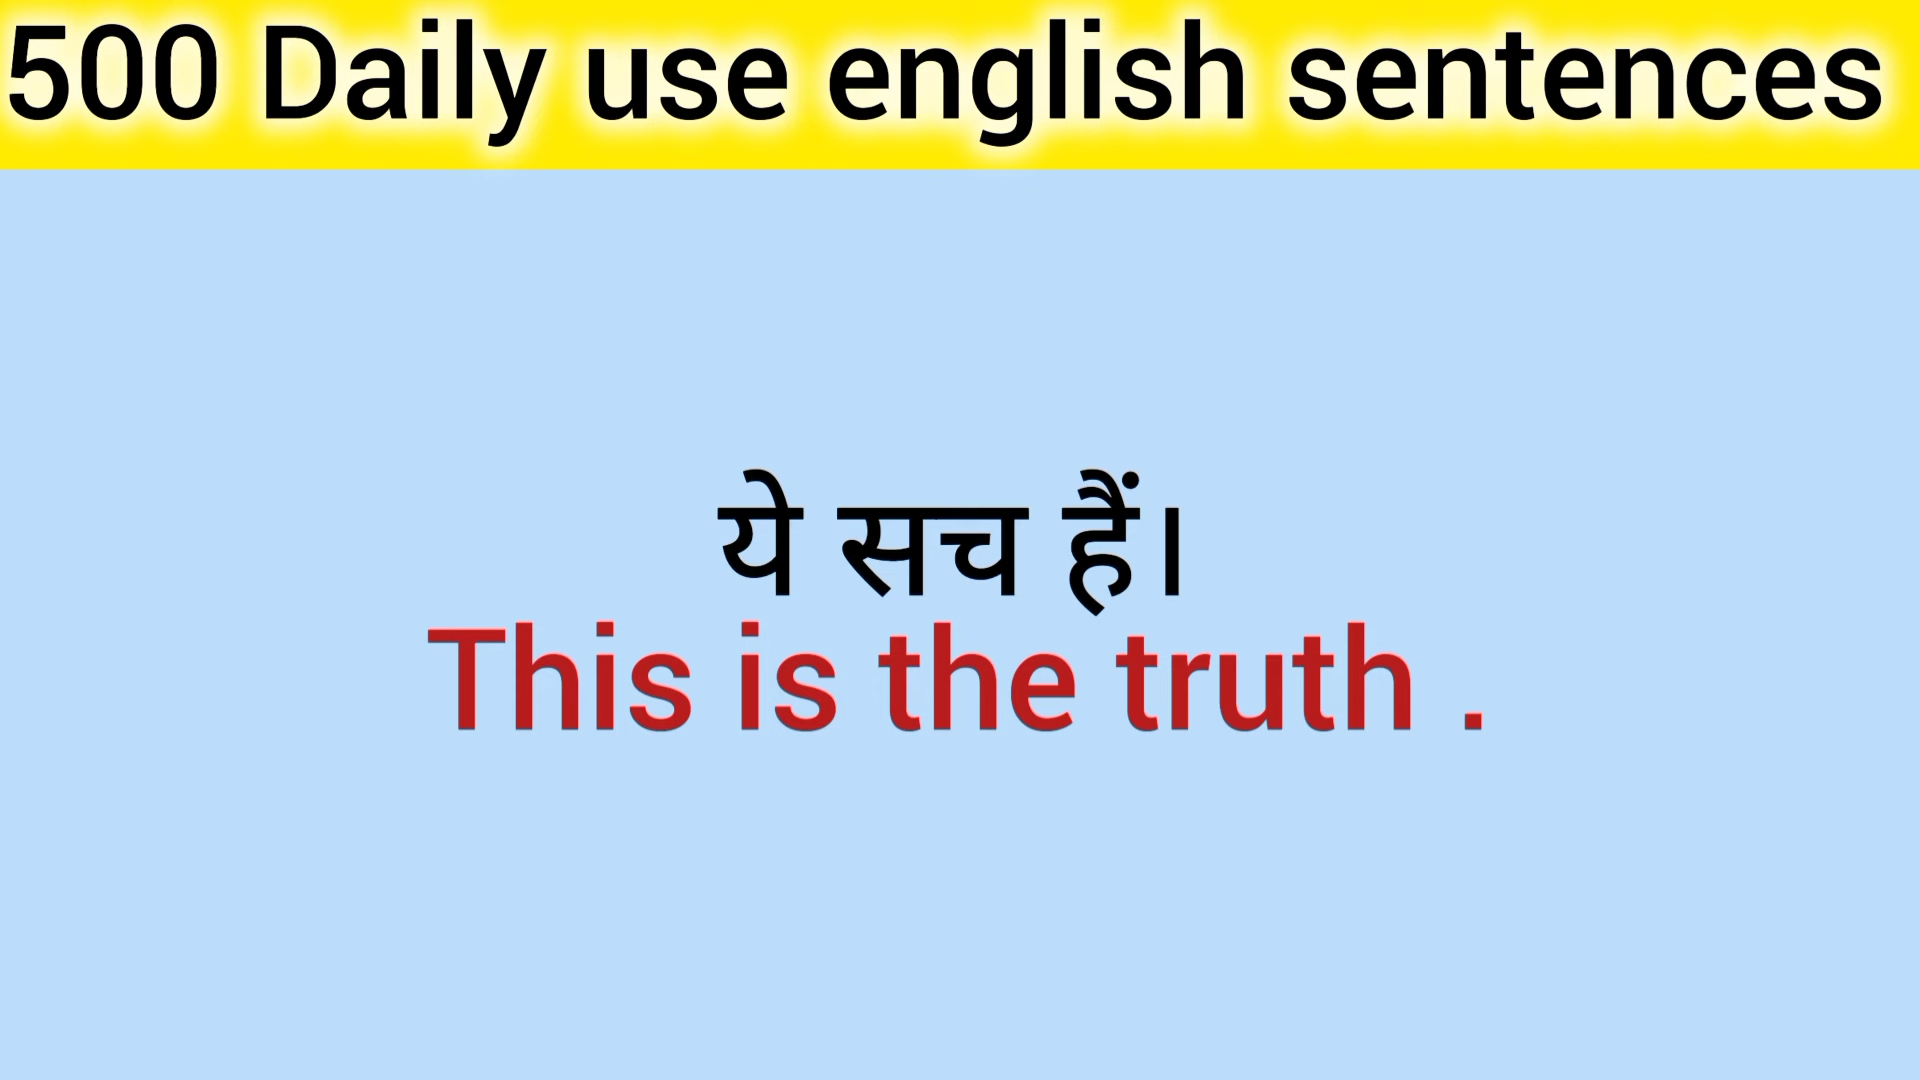 500 Daily use english sentences
ये सच हैं।
This is the truth .